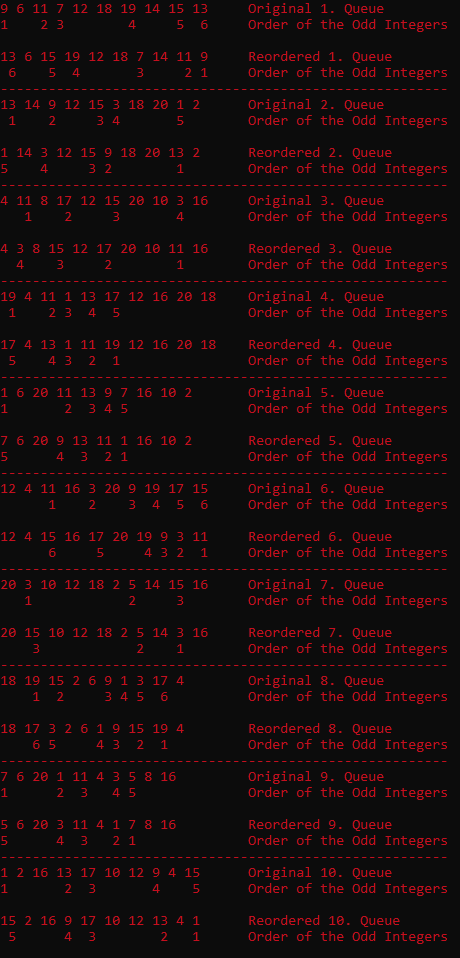 9 6 11 7 12 18 19 14 15 13     Original 1. Queue
1    2 3        4     5  6     Order of the Odd Integers
13 6 15 19 12 18 7 14 11 9     Reordered 1. Queue
 6    5  4       3     2 1     Order of the Odd Integers
--------------------------------------------------------
13 14 9 12 15 3 18 20 1 2      Original 2. Queue
 1    2     3 4       5        Order of the Odd Integers
1 14 3 12 15 9 18 20 13 2      Reordered 2. Queue
5    4     3 2        1        Order of the Odd Integers
--------------------------------------------------------
4 11 8 17 12 15 20 10 3 16     Original 3. Queue
   1    2     3       4        Order of the Odd Integers
4 3 8 15 12 17 20 10 11 16     Reordered 3. Queue
  4    3     2        1        Order of the Odd Integers
--------------------------------------------------------
19 4 11 1 13 17 12 16 20 18    Original 4. Queue
 1    2 3  4  5                Order of the Odd Integers
17 4 13 1 11 19 12 16 20 18    Reordered 4. Queue
 5    4 3  2  1                Order of the Odd Integers
--------------------------------------------------------
1 6 20 11 13 9 7 16 10 2       Original 5. Queue
1       2  3 4 5               Order of the Odd Integers
7 6 20 9 13 11 1 16 10 2       Reordered 5. Queue
5      4  3  2 1               Order of the Odd Integers
--------------------------------------------------------
12 4 11 16 3 20 9 19 17 15     Original 6. Queue
      1    2    3  4  5  6     Order of the Odd Integers
12 4 15 16 17 20 19 9 3 11     Reordered 6. Queue
      6     5     4 3 2  1     Order of the Odd Integers
--------------------------------------------------------
20 3 10 12 18 2 5 14 15 16     Original 7. Queue
   1            2     3        Order of the Odd Integers
20 15 10 12 18 2 5 14 3 16     Reordered 7. Queue
    3            2    1        Order of the Odd Integers
--------------------------------------------------------
18 19 15 2 6 9 1 3 17 4        Original 8. Queue
    1  2     3 4 5  6          Order of the Odd Integers
18 17 3 2 6 1 9 15 19 4        Reordered 8. Queue
    6 5     4 3  2  1          Order of the Odd Integers
--------------------------------------------------------
7 6 20 1 11 4 3 5 8 16         Original 9. Queue
1      2  3   4 5              Order of the Odd Integers
5 6 20 3 11 4 1 7 8 16         Reordered 9. Queue
5      4  3   2 1              Order of the Odd Integers
--------------------------------------------------------
1 2 16 13 17 10 12 9 4 15      Original 10. Queue
1       2  3       4    5      Order of the Odd Integers
15 2 16 9 17 10 12 13 4 1      Reordered 10. Queue
 5      4  3        2   1      Order of the Odd Integers